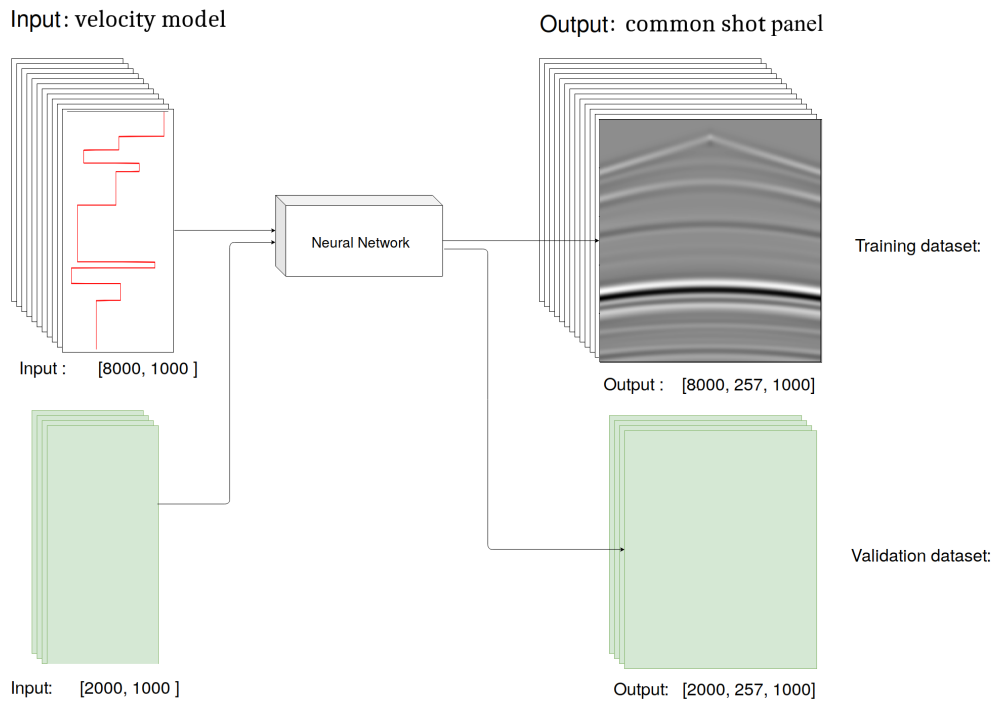 Input: velocity model
Output: common shot panel
Neural Network
Training dataset:
Input : [8000, 1000 ]
Output : [8000, 257, 1000]
Validation dataset:
Input: [2000, 1000 ]
Output: [2000, 257, 1000]